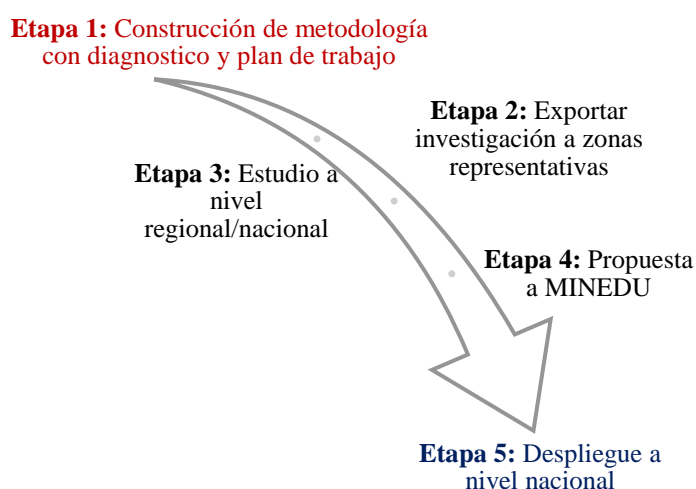 Etapa 1: Construcción de metodología
con diagnostico y plan de trabajo
Etapa 2: Exportar
investigación a zonas
representativas
Etapa 3: Estudio a
nivel
regional/nacional
Etapa 4: Propuesta
a MINEDU
Etapa 5: Despliegue a
nivel nacional